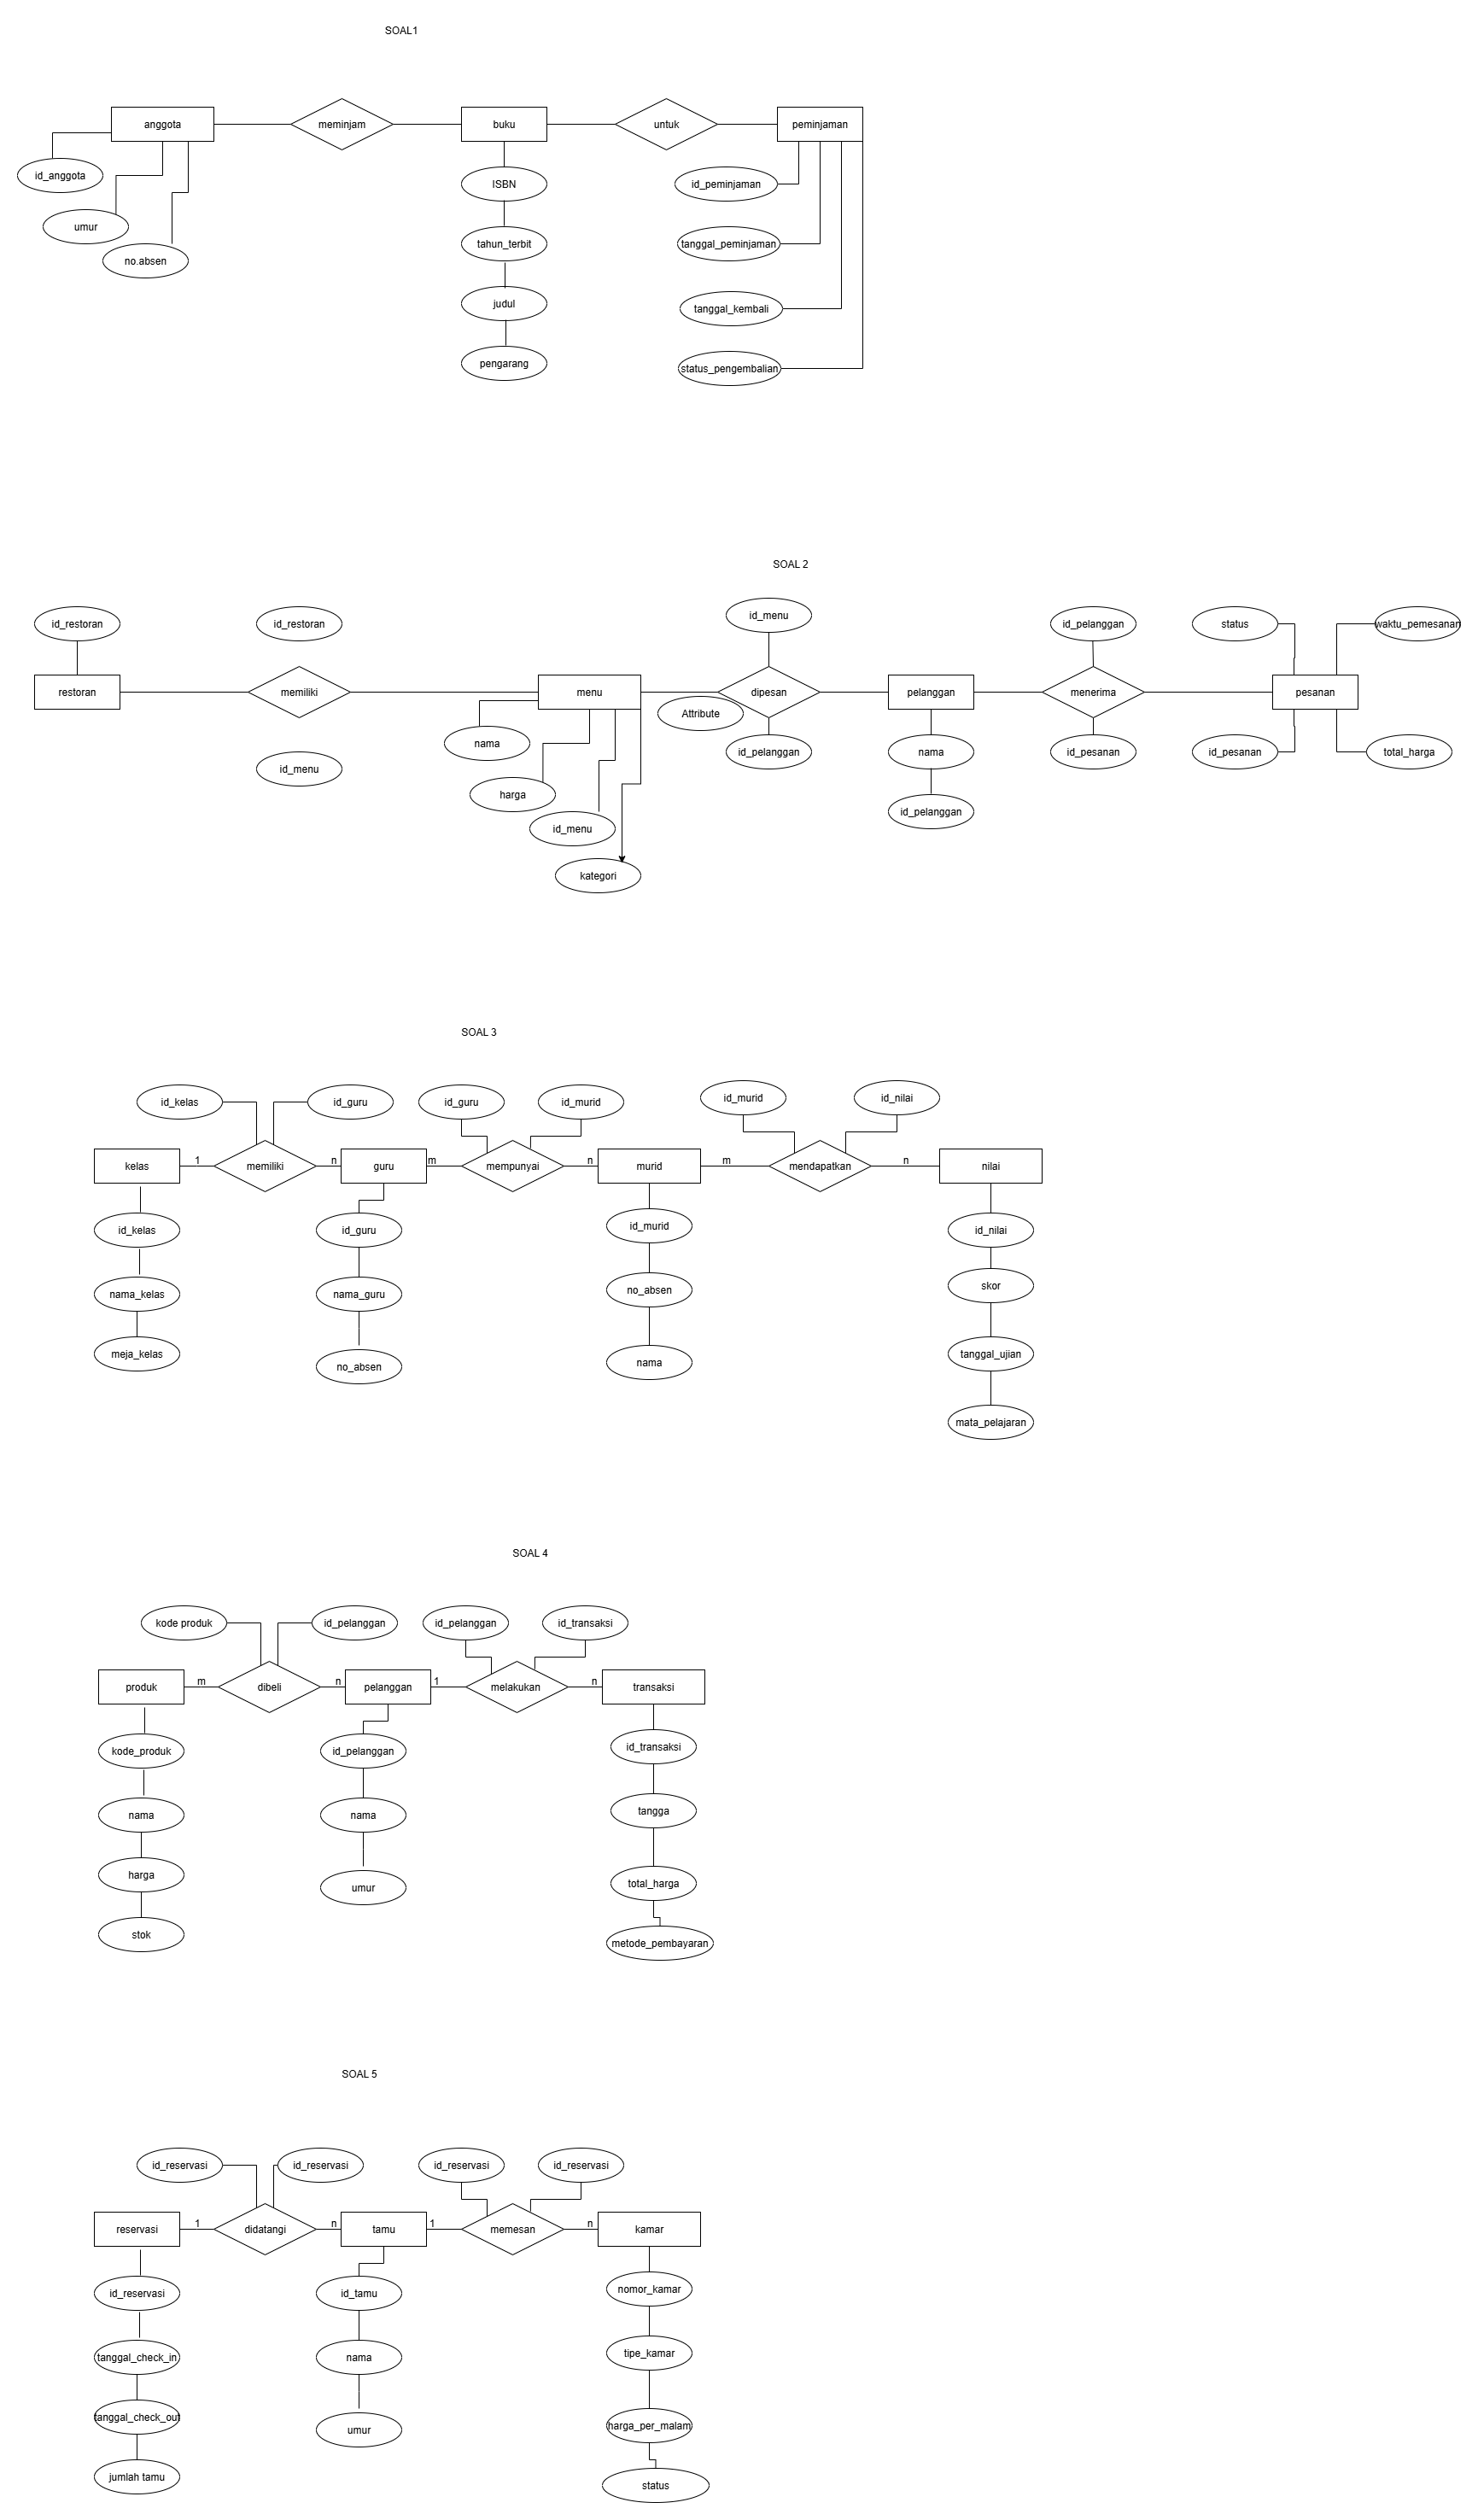 SOAL1
anggota
meminjam
buku
untuk
peminjaman
id_anggota
ISBN
id_peminjaman
umur
tahun_terbit
tanggal_peminjaman
no.absen
judul
tanggal_kembali
pengarang
status_pengembalian
SOAL 2
id_restoran
id_restoran
id_menu
id_pelanggan
status
waktu_pemesanan
restoran
memiliki
menu
dipesan
pelanggan
menerima
pesanan
Attribute
nama
id_pelanggan
nama
id_pesanan
id_pesanan
total_harga
id_menu
harga
id_pelanggan
id_menu
kategori
SOAL 3
id_kelas
id_guru
id_guru
id_murid
id_murid
id_nilai
kelas
1
memiliki
n
guru
m
mempunyai
n
murid
m
mendapatkan
n
nilai
id_kelas
id_guru
id_murid
id_nilai
nama_kelas
nama_guru
no_absen
skor
meja_kelas
no_absen
nama
tanggal_ujian
mata_pelajaran
SOAL 4
kode produk
id_pelanggan
id_pelanggan
id_transaksi
produk
m
dibeli
n
pelanggan
1
melakukan
n
transaksi
kode_produk
id_pelanggan
id_transaksi
nama
nama
tangga
harga
umur
total_harga
stok
metode_pembayaran
SOAL 5
id_reservasi
id_reservasi
id_reservasi
id_reservasi
reservasi
1
didatangi
n
tamu
1
memesan
n
kamar
id_reservasi
id_tamu
nomor_kamar
tanggal_check_in
nama
tipe_kamar
tanggal_check_out
umur
harga_per_malam
jumlah tamu
status